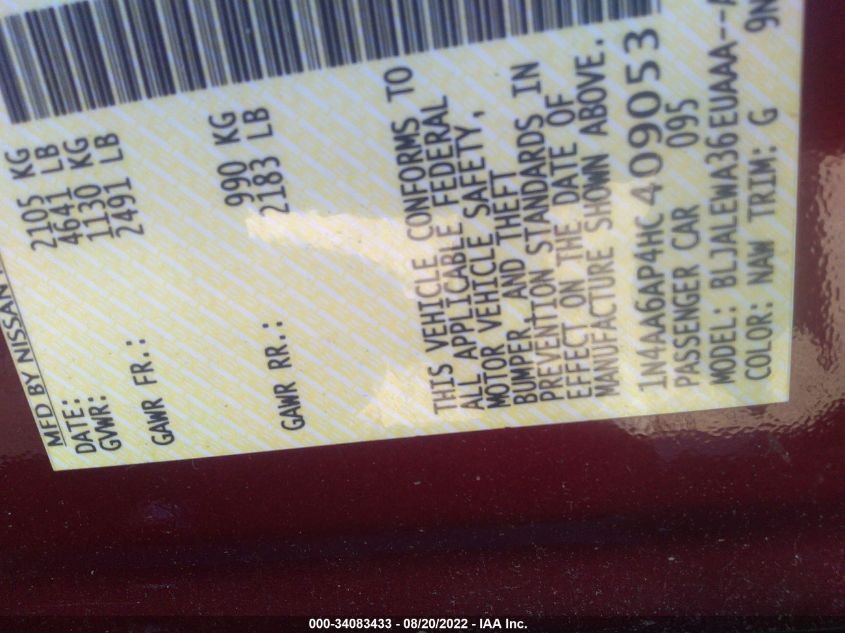 MFD BY NISSAN
DATE:
GVWR: 2105 KG
4641 LB
GAWR FR.: 1130 KG
2491 LB
GAWR RR.: 990 KG
2183 LB
THIS VEHICLE CONFORMS TO
ALL APPLICABLE FEDERAL
MOTOR VEHICLE SAFETY,
BUMPER, AND THEFT
PREVENTION STANDARDS IN
EFFECT ON THE DATE OF
MANUFACTURE SHOWN ABOVE.
1N4AA6AP4HC409053
PASSENGER CAR 095
MODEL: BLJALEWA36EUAAA--
COLOR: NAW TRIM: G 9N
000-34083433 - 08/20/2022 - IAA Inc.